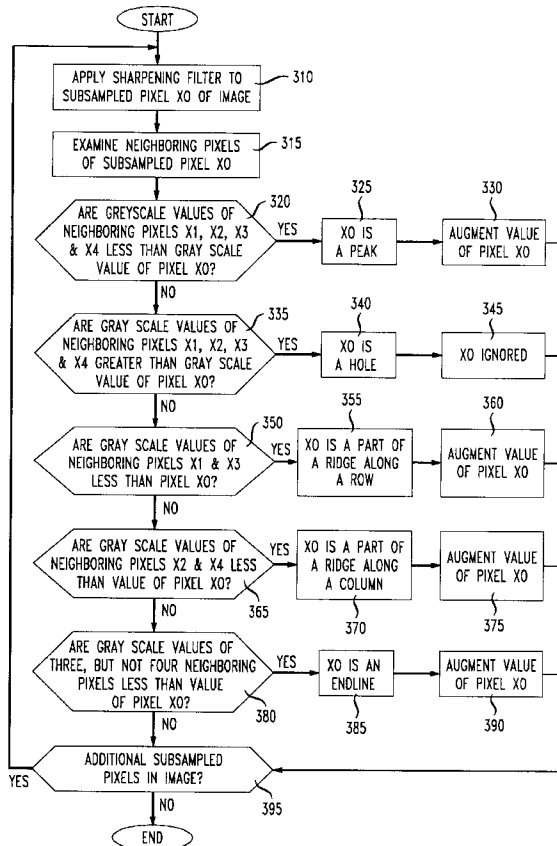 START
APPLY SHARPENING FILTER TO
SUBSAMPLED PIXEL XO OF IMAGE
310
EXAMINE NEIGHBORING PIXELS
OF SUBSAMPLED PIXEL XO
315
320
ARE GREYSCALE VALUES OF
NEIGHBORING PIXELS X1, X2, X3
& X4 LESS THAN GRAY SCALE
VALUE OF PIXEL XO?
YES
325
XO IS
A PEAK
330
AUGMENT VALUE
OF PIXEL XO
NO
335
ARE GRAY SCALE VALUES OF
NEIGHBORING PIXELS X1, X2, X3
& X4 GREATER THAN GRAY SCALE
VALUE OF PIXEL XO?
YES
340
XO IS
A HOLE
345
XO IGNORED
NO
350
ARE GRAY SCALE VALUES OF
NEIGHBORING PIXELS X1 & X3
LESS THAN PIXEL XO?
YES
355
XO IS A PART OF
A RIDGE ALONG
A ROW
360
AUGMENT VALUE
OF PIXEL XO
NO
ARE GRAY SCALE VALUES OF
NEIGHBORING PIXELS X2 & X4 LESS
THAN VALUE OF PIXEL XO?
365
YES
XO IS A PART OF
A RIDGE ALONG
A COLUMN
370
AUGMENT VALUE
OF PIXEL XO
375
NO
ARE GRAY SCALE VALUES OF
THREE, BUT NOT FOUR NEIGHBORING
PIXELS LESS THAN VALUE
OF PIXEL XO?
380
YES
XO IS AN
ENDLINE
385
AUGMENT VALUE
OF PIXEL XO
390
NO
ADDITIONAL SUBSAMPLED
PIXELS IN IMAGE?
YES
395
NO
END